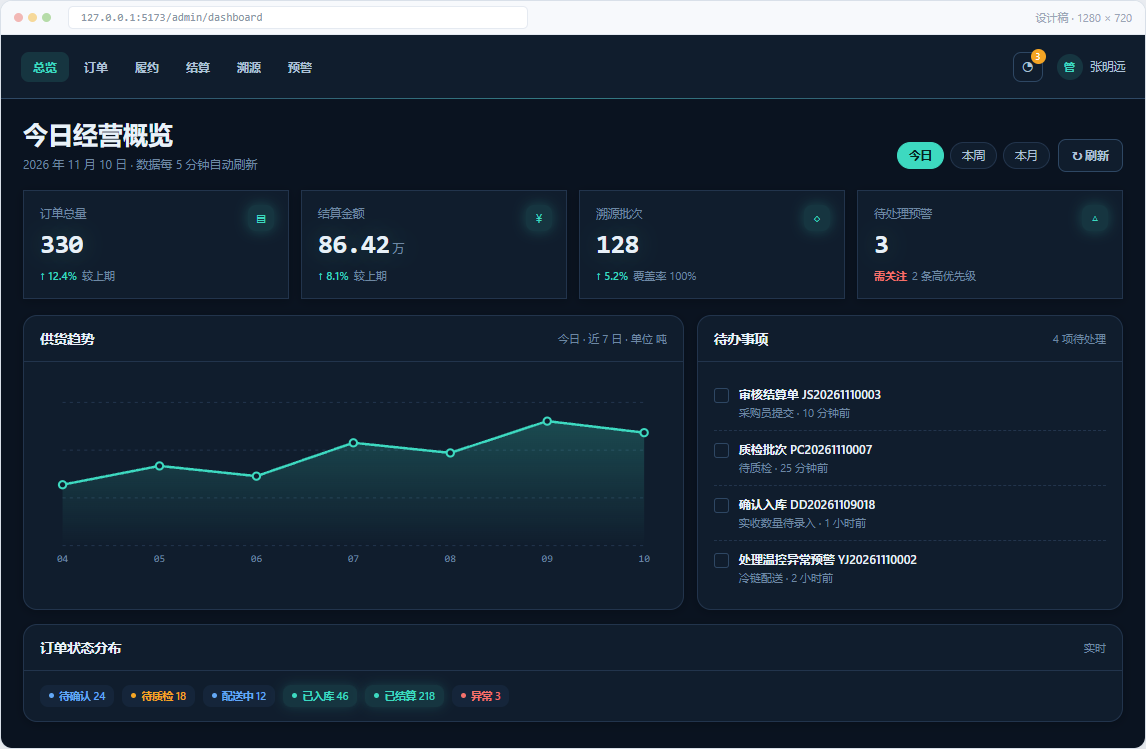 127.0.0.1:5173/admin/dashboard
设计稿 · 1280 × 720
总览 订单 履约 结算 溯源 预警
3
管 张明远
今日经营概览
2026 年 11 月 10 日 · 数据每 5 分钟自动刷新
今日 本周 本月 ↻ 刷新
订单总量
330
↑ 12.4% 较上期
结算金额
¥
86.42万
↑ 8.1% 较上期
溯源批次
128
↑ 5.2% 覆盖率 100%
待处理预警
3
需关注 2 条高优先级
供货趋势
今日 · 近 7 日 · 单位 吨
04 05 06 07 08 09 10
待办事项
4 项待处理
审核结算单 JS20261110003
采购员提交 · 10 分钟前
质检批次 PC20261110007
待质检 · 25 分钟前
确认入库 DD20261109018
实收数量待录入 · 1 小时前
处理温控异常预警 YJ20261110002
冷链配送 · 2 小时前
订单状态分布
实时
待确认 24 待质检 18 配送中 12 已入库 46 已结算 218 异常 3